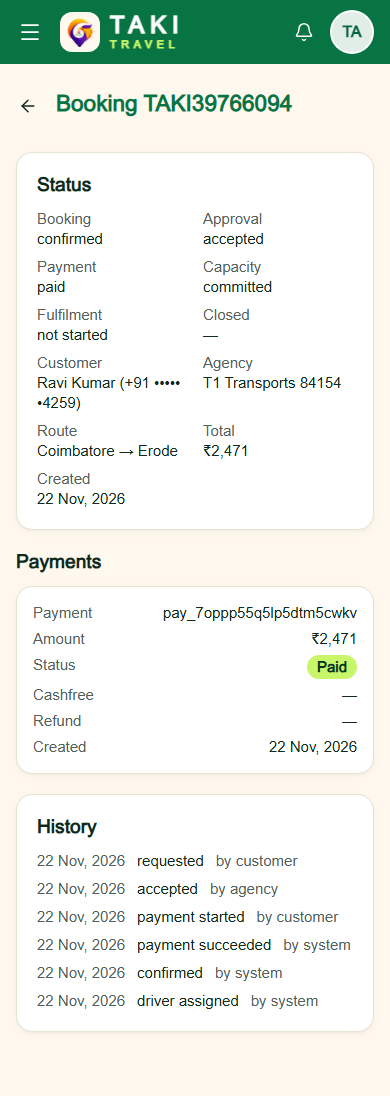 TAKI
TRAVEL
TA
Booking TAKI39766094
Status
Booking
confirmed
Approval
accepted
Payment
paid
Capacity
committed
Fulfilment
not started
Closed
—
Customer
Ravi Kumar (+91 •••••
•4259)
Agency
T1 Transports 84154
Route
Coimbatore → Erode
Total
₹2,471
Created
22 Nov, 2026
Payments
Payment pay_7oppp55q5lp5dtm5cwkv
Amount ₹2,471
Status Paid
Cashfree —
Refund —
Created 22 Nov, 2026
History
22 Nov, 2026 requested by customer
22 Nov, 2026 accepted by agency
22 Nov, 2026 payment started by customer
22 Nov, 2026 payment succeeded by system
22 Nov, 2026 confirmed by system
22 Nov, 2026 driver assigned by system